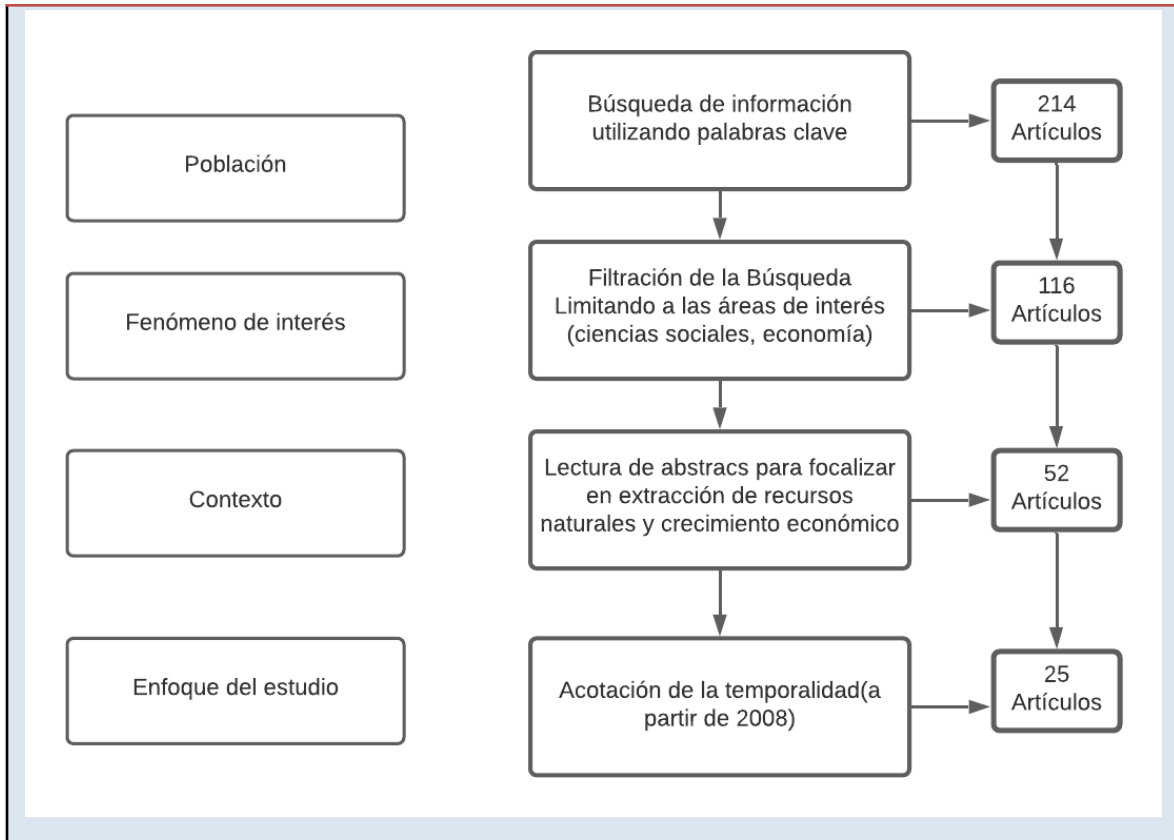 Población
Búsqueda de información
utilizando palabras clave
214
Artículos
Fenómeno de interés
Filtración de la Búsqueda
Limitando a las áreas de interés
(ciencias sociales, economía)
116
Artículos
Contexto
Lectura de abstracs para focalizar
en extracción de recursos
naturales y crecimiento económico
52
Artículos
Enfoque del estudio
Acotación de la temporalidad(a
partir de 2008)
25
Artículos